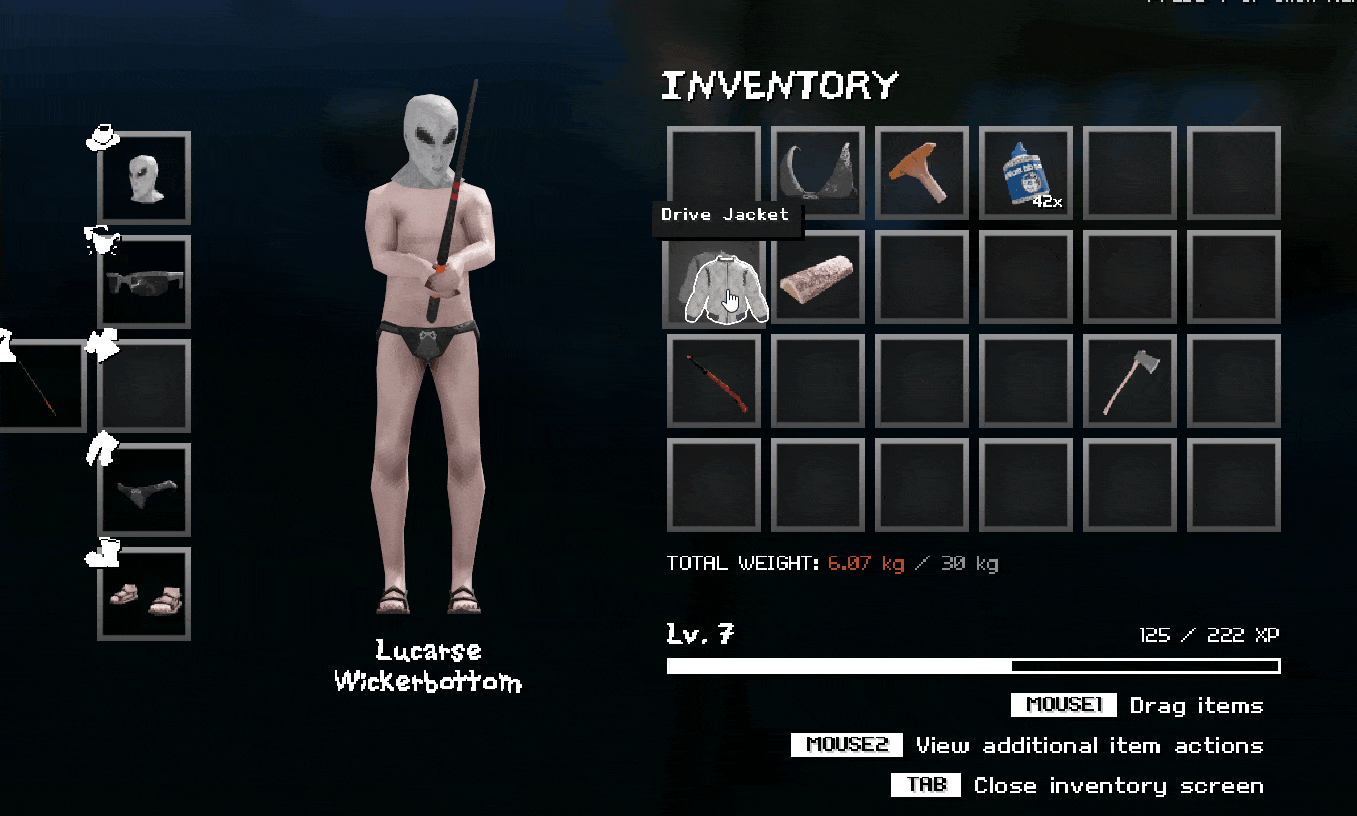 INVENTORY
42x
Drive Jacket
TOTAL WEIGHT: 6.07 kg / 30 kg
Lv. 7
125 / 222 XP
Lucarse
Wickerbottom
MOUSE1 Drag items
MOUSE2 View additional item actions
TAB Close inventory screen